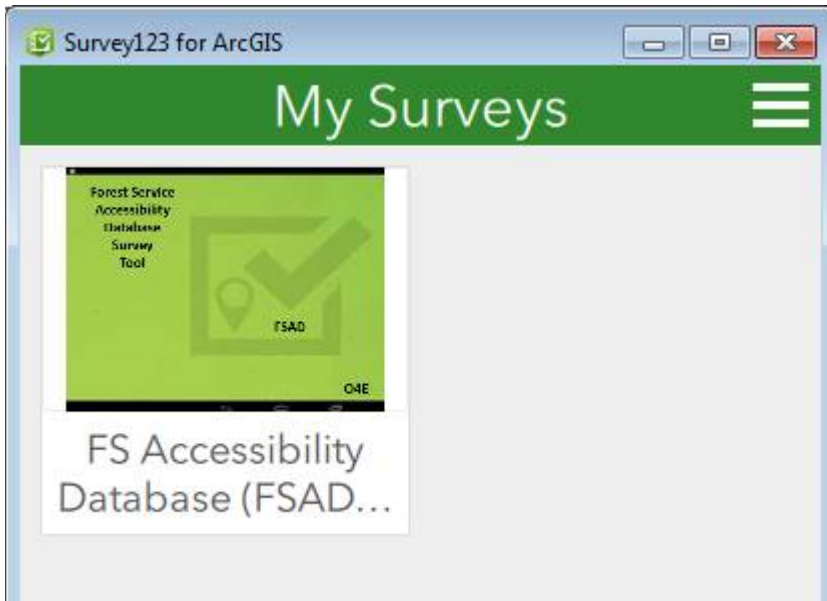 Survey123 for ArcGIS
My Surveys
Forest Service
Accessibility
Database
Survey
Tool
FSAD
O4E
FS Accessibility
Database (FSAD...